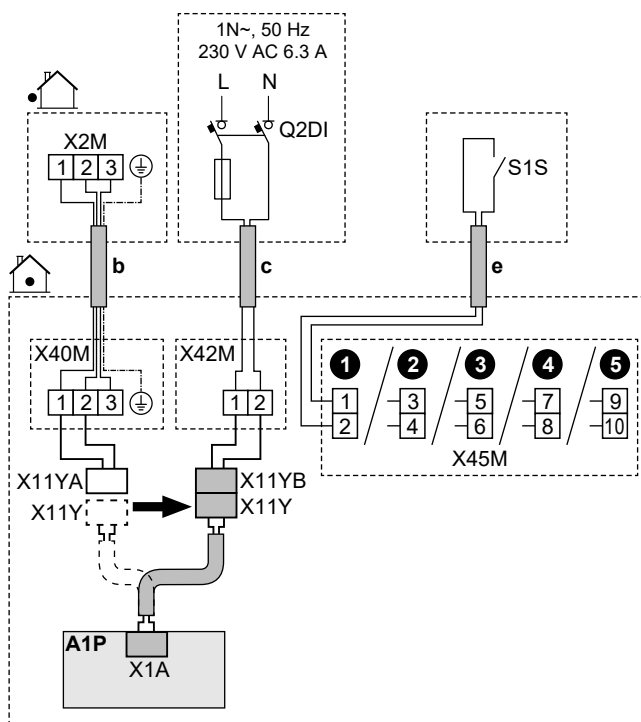 1N~, 50 Hz
230 V AC 6.3 A
L N
Q2DI
X2M
1 2 3
S1S
b
c
e
X40M
1 2 3
X42M
1 2
1 2 3 4 5
1 3 5 7 9
2 4 6 8 10
X45M
X11YA
X11Y
X11YB
X11Y
A1P
X1A